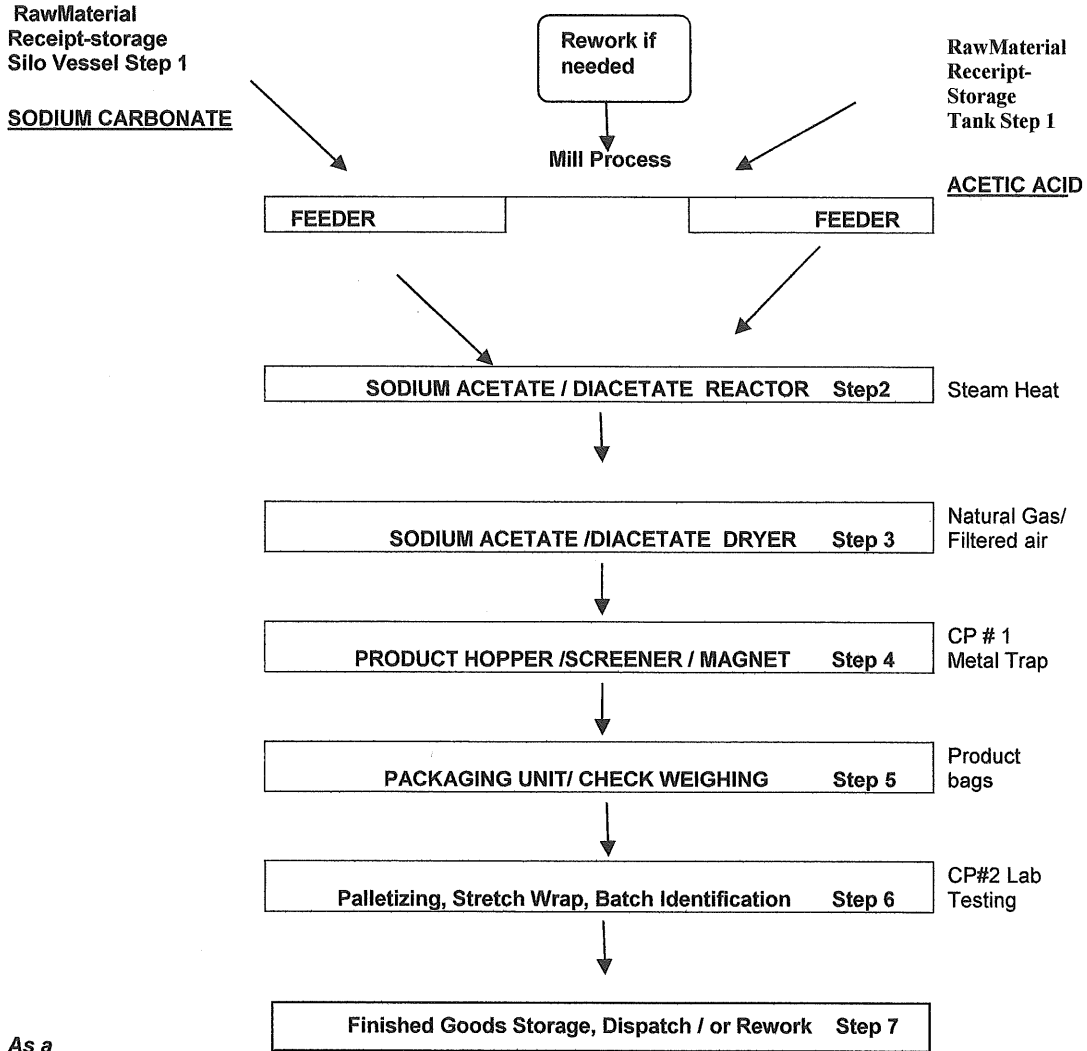 RawMaterial
Receipt-storage
Silo Vessel Step 1
SODIUM CARBONATE
Rework if
needed
Mill Process
RawMaterial
Receript-
Storage
Tank Step 1
ACETIC ACID
FEEDER
FEEDER
SODIUM ACETATE / DIACETATE REACTOR Step2
Steam Heat
SODIUM ACETATE /DIACETATE DRYER Step 3
Natural Gas/
Filtered air
PRODUCT HOPPER /SCREENER / MAGNET Step 4
CP # 1
Metal Trap
PACKAGING UNIT/ CHECK WEIGHING Step 5
Product
bags
Palletizing, Stretch Wrap, Batch Identification Step 6
CP#2 Lab
Testing
Finished Goods Storage, Dispatch / or Rework Step 7
As a